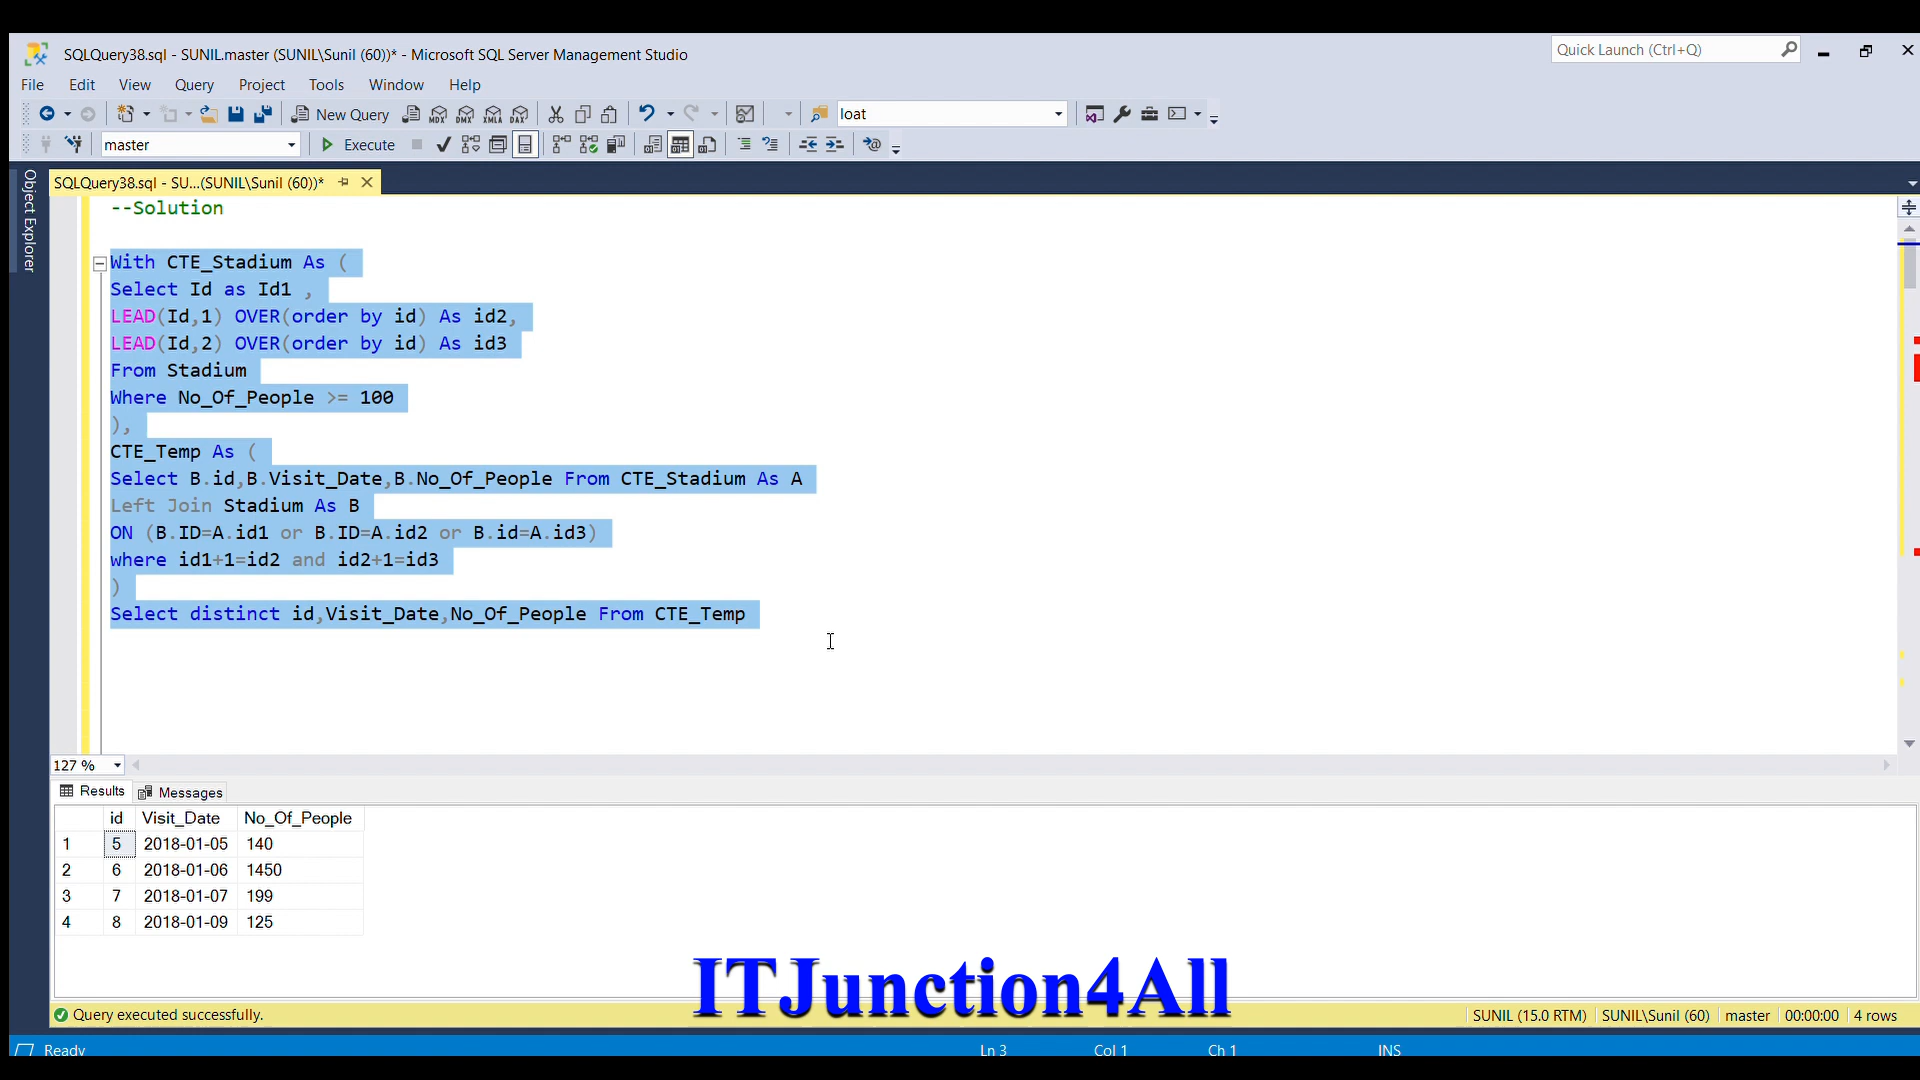 SQLQuery38.sql - SUNIL.master (SUNIL\Sunil (60))* - Microsoft SQL Server Management Studio
Quick Launch (Ctrl+Q)
File Edit View Query Project Tools Window Help
New Query MDX DMX XMLA DAX loat
master Execute
Object Explorer
SQLQuery38.sql - SU...(SUNIL\Sunil (60))*
--Solution
With CTE_Stadium As (
Select Id as Id1 ,
LEAD(Id,1) OVER(order by id) As id2,
LEAD(Id,2) OVER(order by id) As id3
From Stadium
Where No_Of_People >= 100
),
CTE_Temp As (
Select B.id,B.Visit_Date,B.No_Of_People From CTE_Stadium As A
Left Join Stadium As B
ON (B.ID=A.id1 or B.ID=A.id2 or B.id=A.id3)
where id1+1=id2 and id2+1=id3
)
Select distinct id,Visit_Date,No_Of_People From CTE_Temp
127 %
Results Messages
id Visit_Date No_Of_People
1 5 2018-01-05 140
2 6 2018-01-06 1450
3 7 2018-01-07 199
4 8 2018-01-09 125
ITJunction4All
Query executed successfully. SUNIL (15.0 RTM) SUNIL\Sunil (60) master 00:00:00 4 rows
Ready Ln 3 Col 1 Ch 1 INS